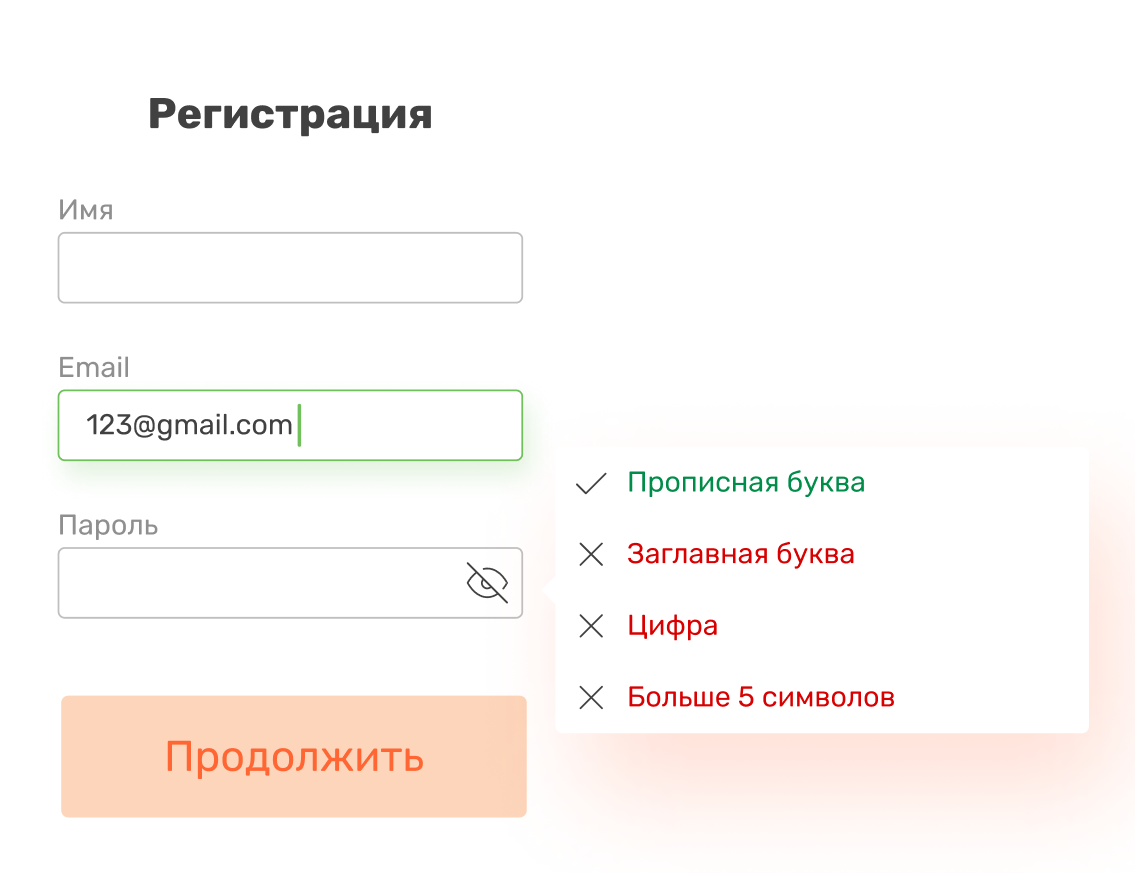 Регистрация
Имя
Email
123@gmail.com
Пароль
Прописная буква
Заглавная буква
Цифра
Больше 5 символов
Продолжить